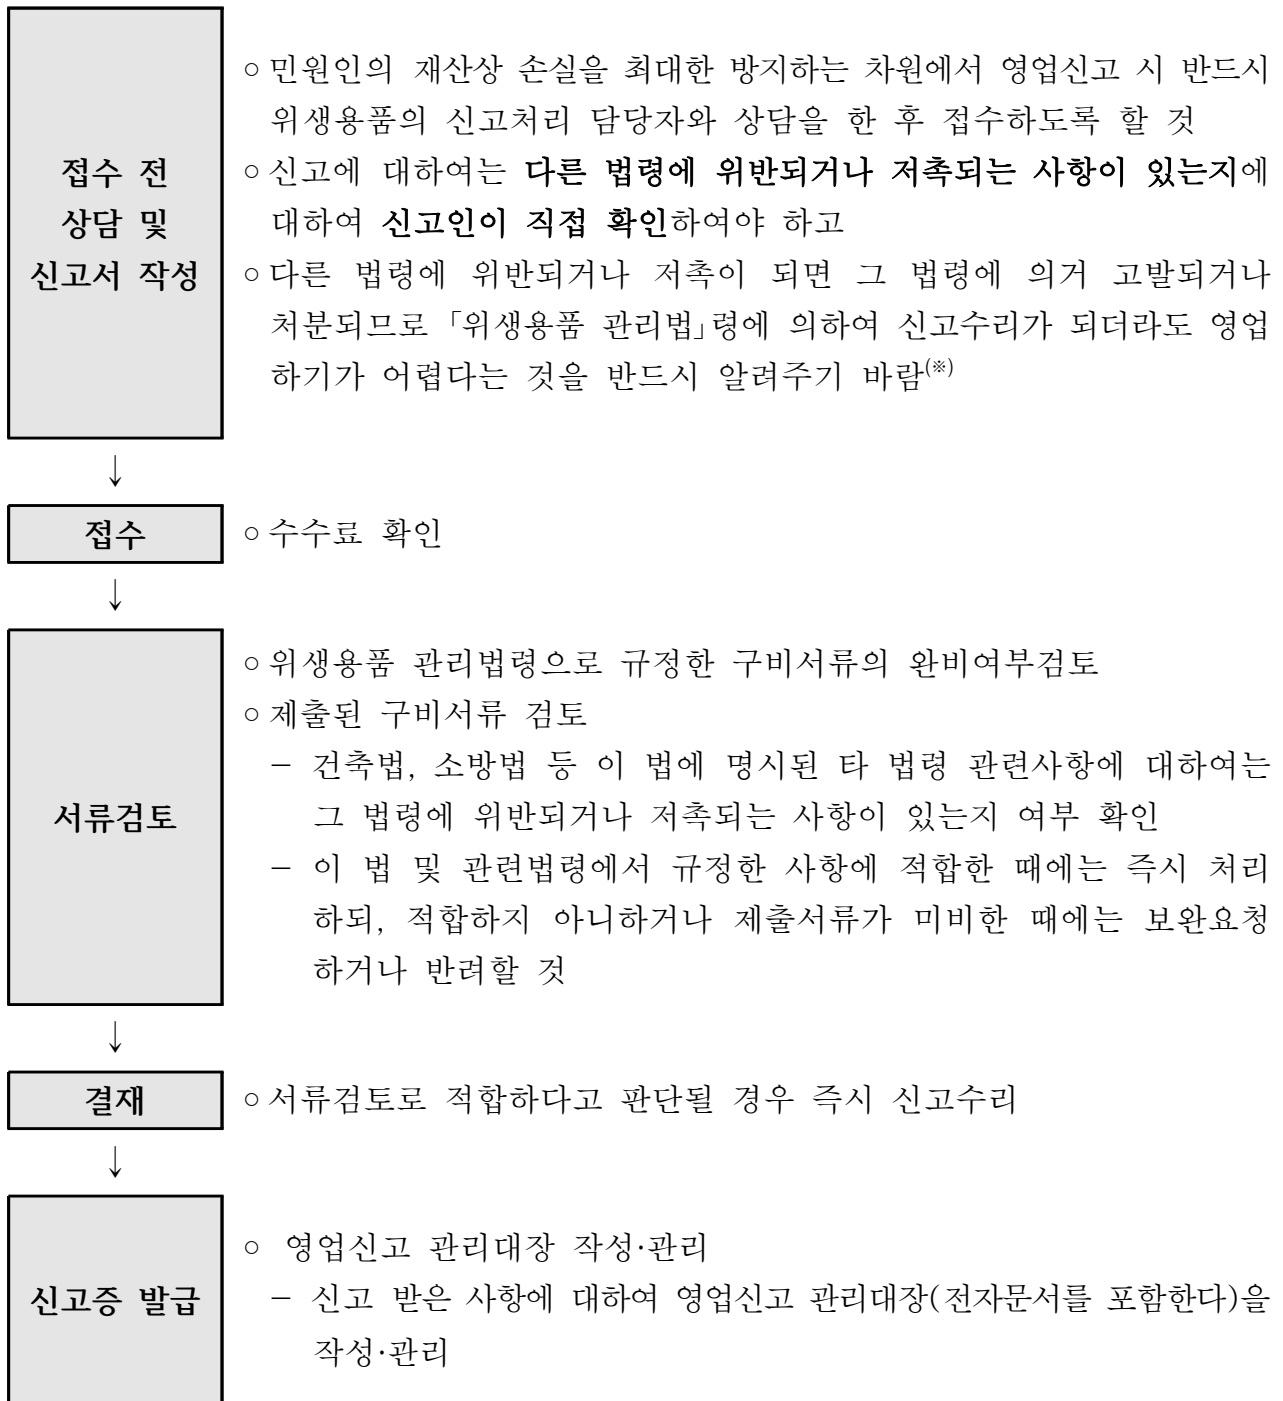 접수 전
상담 및
신고서 작성
○ 민원인의 재산상 손실을 최대한 방지하는 차원에서 영업신고 시 반드시
위생용품의 신고처리 담당자와 상담을 한 후 접수하도록 할 것
○ 신고에 대하여는 다른 법령에 위반되거나 저촉되는 사항이 있는지에
대하여 신고인이 직접 확인하여야 하고
○ 다른 법령에 위반되거나 저촉이 되면 그 법령에 의거 고발되거나
처분되므로 「위생용품 관리법」령에 의하여 신고수리가 되더라도 영업
하기가 어렵다는 것을 반드시 알려주기 바람(※)
↓
접수
○ 수수료 확인
↓
서류검토
○ 위생용품 관리법령으로 규정한 구비서류의 완비여부검토
○ 제출된 구비서류 검토
－ 건축법, 소방법 등 이 법에 명시된 타 법령 관련사항에 대하여는
그 법령에 위반되거나 저촉되는 사항이 있는지 여부 확인
－ 이 법 및 관련법령에서 규정한 사항에 적합한 때에는 즉시 처리
하되, 적합하지 아니하거나 제출서류가 미비한 때에는 보완요청
하거나 반려할 것
↓
결재
○ 서류검토로 적합하다고 판단될 경우 즉시 신고수리
↓
신고증 발급
○ 영업신고 관리대장 작성·관리
－ 신고 받은 사항에 대하여 영업신고 관리대장(전자문서를 포함한다)을
작성·관리